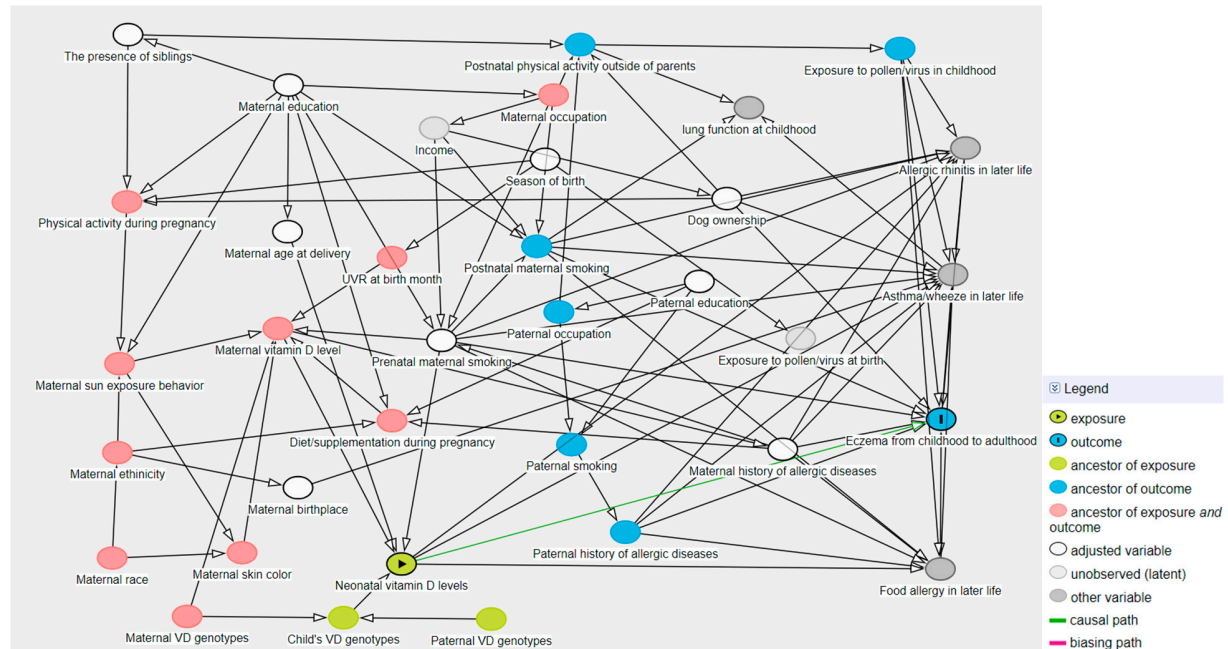 The presence of siblings
Postnatal physical activity outside of parents
Exposure to pollen/virus in childhood
Maternal education
Maternal occupation
lung function at childhood
Income
Allergic rhinitis in later life
Season of birth
Physical activity during pregnancy
Dog ownership
Maternal age at delivery
Postnatal maternal smoking
UVR at birth month
Asthma/wheeze in later life
Paternal education
Paternal occupation
Maternal vitamin D level
Prenatal maternal smoking
Exposure to pollen/virus at birth
Maternal sun exposure behavior
Diet/supplementation during pregnancy
Eczema from childhood to adulthood
Paternal smoking
Maternal history of allergic diseases
Maternal ethinicity
Maternal birthplace
Paternal history of allergic diseases
Maternal race
Maternal skin color
Neonatal vitamin D levels
Food allergy in later life
Maternal VD genotypes
Child's VD genotypes
Paternal VD genotypes
Legend
exposure
outcome
ancestor of exposure
ancestor of outcome
ancestor of exposure and
outcome
adjusted variable
unobserved (latent)
other variable
causal path
biasing path